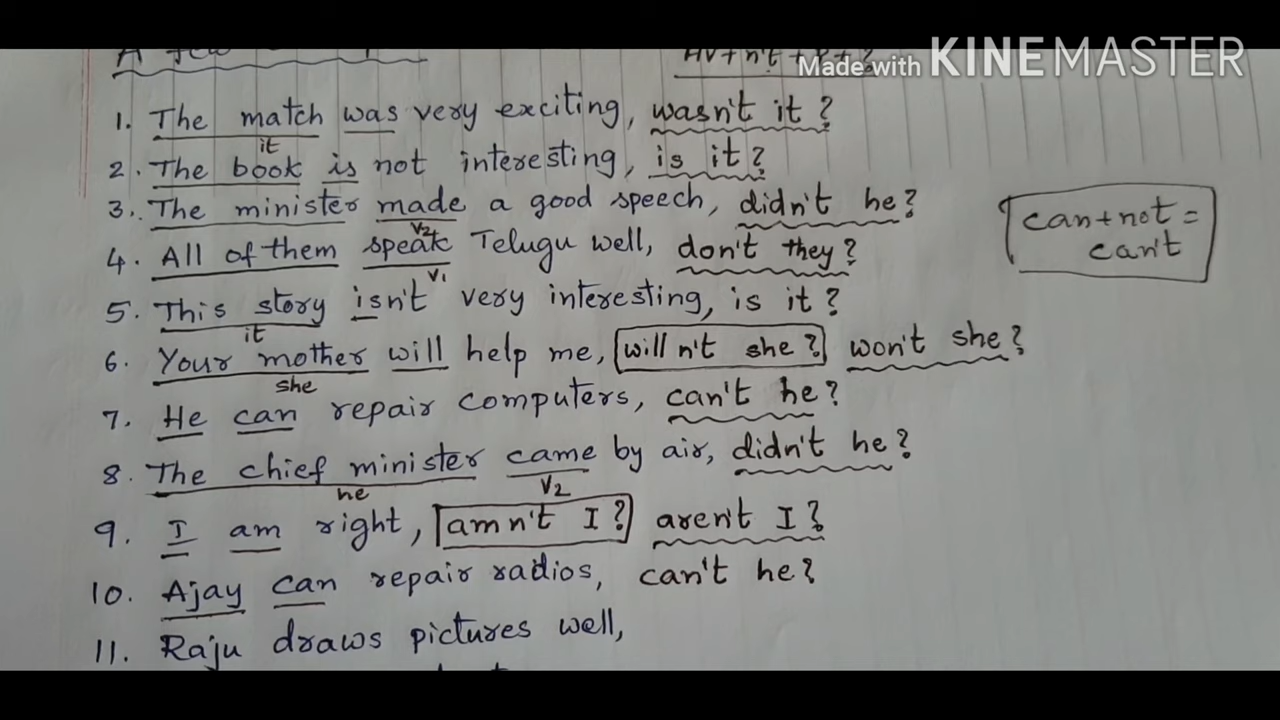 A few
AV + n't +
Made with KINEMASTER
1. The match was very exciting, wasn't it?
it
2. The book is not interesting, is it?
3. The minister made a good speech, didn't he?
V2
4. All of them speak Telugu well, don't they?
V1
5. This story isn't very interesting, is it?
it
6. Your mother will help me, will n't she? won't she?
she
7. He can repair computers, can't he?
8. The chief minister came by air, didn't he?
he V2
9. I am right, amn't I? aren't I?
10. Ajay can repair radios, can't he?
11. Raju draws pictures well,
can + not =
can't